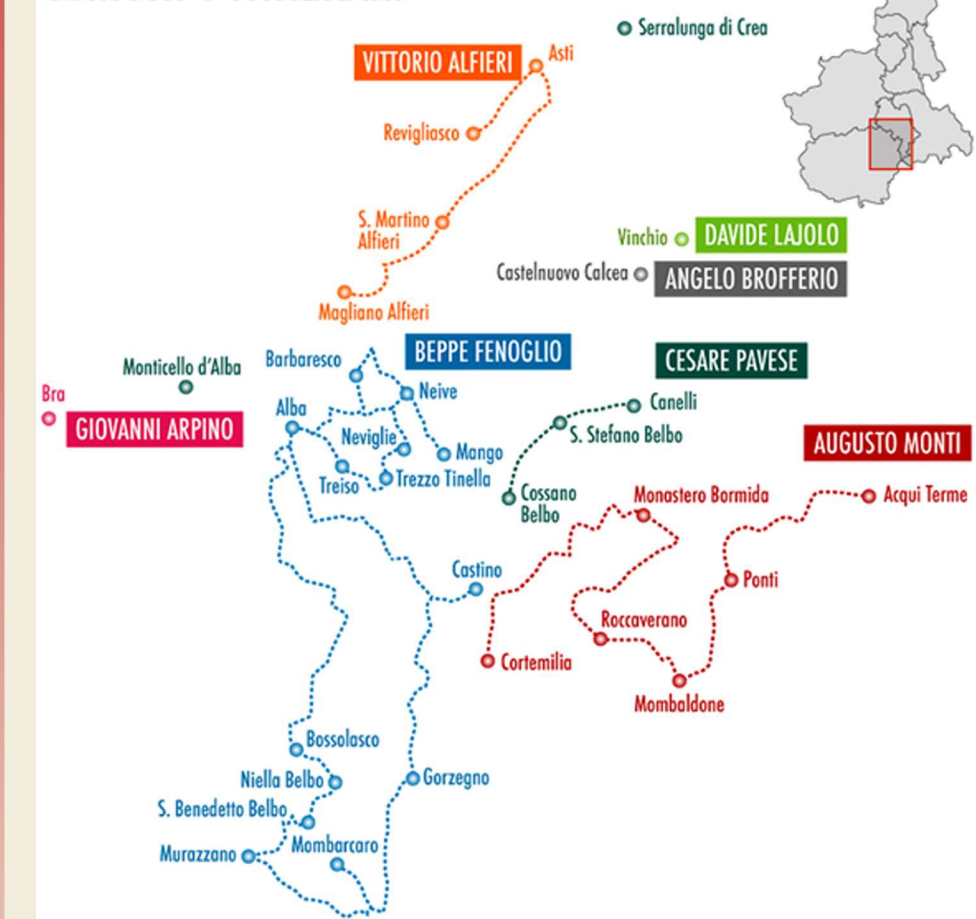 Serralunga di Crea
VITTORIO ALFIERI
Asti
Revigliasco
S. Martino
Alfieri
Vinchio
DAVIDE LAJOLO
Castelnuovo Calcea
ANGELO BROFFERIO
Magliano Alfieri
BEPPE FENOGLIO
CESARE PAVESE
Monticello d'Alba
Barbaresco
Bra
GIOVANNI ARPINO
Alba
Neive
Canelli
S. Stefano Belbo
AUGUSTO MONTI
Neviglie
Mango
Treiso
Trezzo Tinella
Cossano
Belbo
Monastero Bormida
Acqui Terme
Castino
Ponti
Roccaverano
Cortemilia
Mombaldone
Bossolasco
Niella Belbo
Gorzegno
S. Benedetto Belbo
Mombarcaro
Murazzano